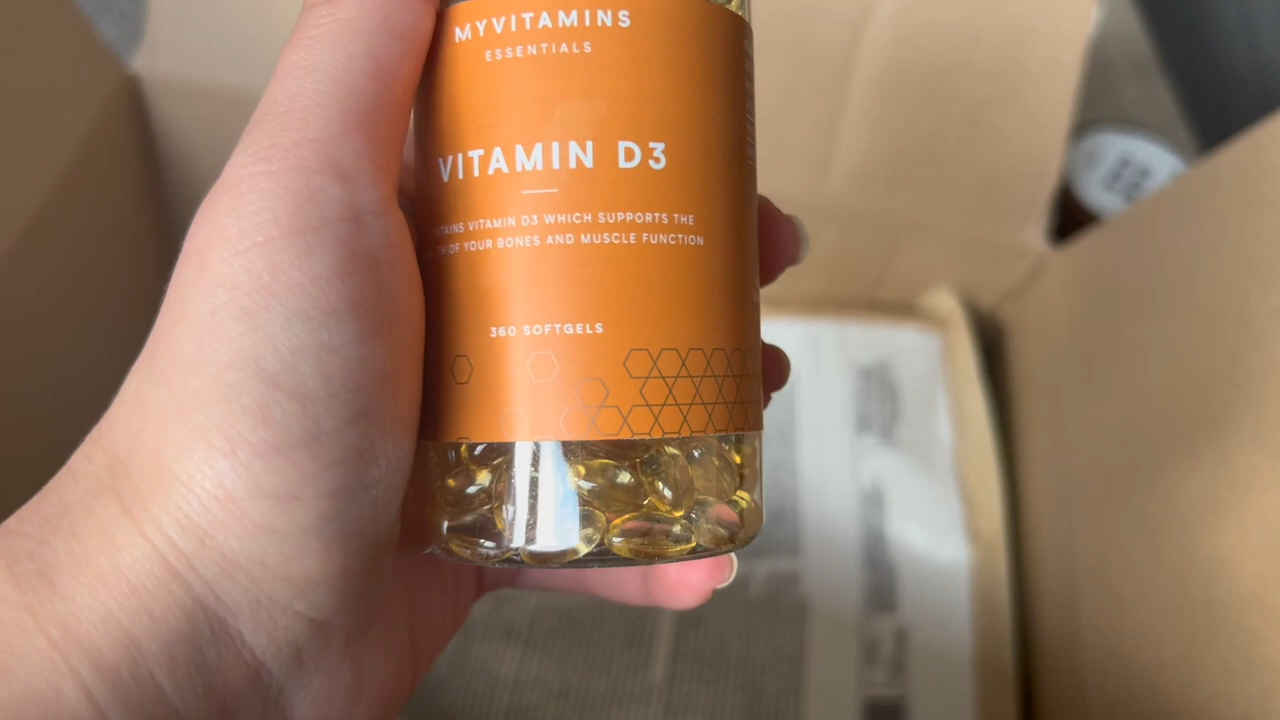 MYVITAMINS
ESSENTIALS
VITAMIN D3
VITAMIN D3 WHICH SUPPORTS THE
OF YOUR BONES AND MUSCLE FUNCTION
360 SOFTGELS